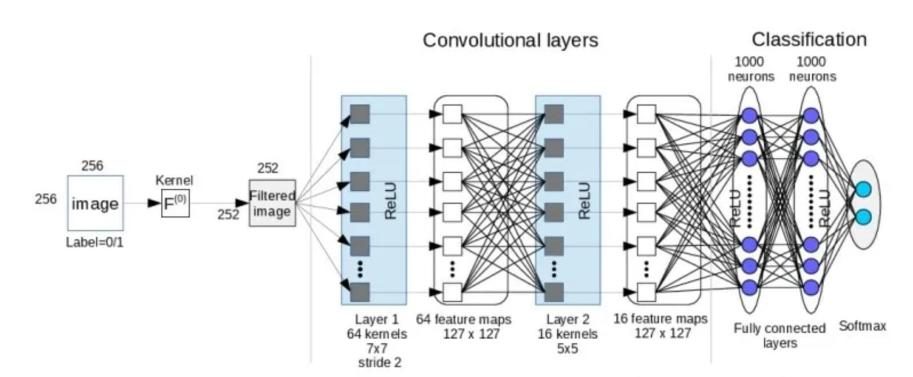 Convolutional layers
Classification
1000
neurons
1000
neurons
256
256
image
Label=0/1
Kernel
F(0)
252
252
Filtered
image
ReLU
ReLU
ReLU
ReLU
Layer 1
64 kernels
7x7
stride 2
64 feature maps
127 x 127
Layer 2
16 kernels
5x5
16 feature maps
127 x 127
Fully connected
layers
Softmax